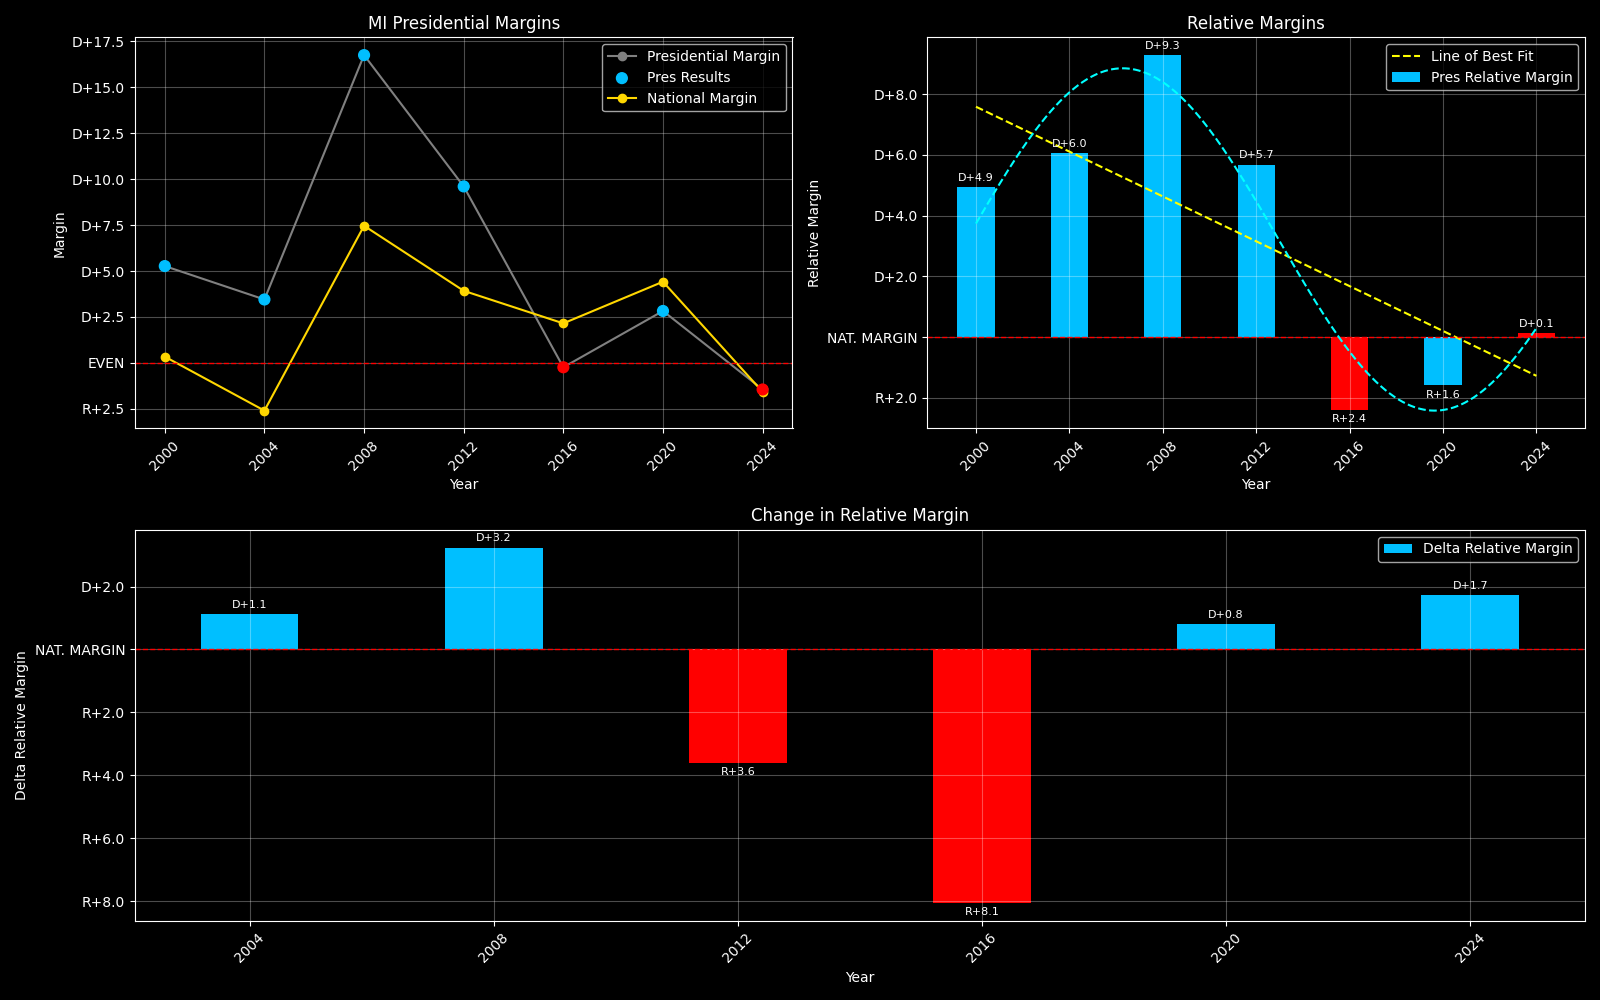 MI Presidential Margins
Margin
D+17.5
D+15.0
D+12.5
D+10.0
D+7.5
D+5.0
D+2.5
EVEN
R+2.5
Presidential Margin
Pres Results
National Margin
2000
2004
2008
2012
2016
2020
2024
Year
Relative Margins
Relative Margin
D+8.0
D+6.0
D+4.0
D+2.0
NAT. MARGIN
R+2.0
Line of Best Fit
Pres Relative Margin
D+4.9
D+6.0
D+9.3
D+5.7
R+2.4
R+1.6
D+0.1
2000
2004
2008
2012
2016
2020
2024
Year
Change in Relative Margin
Delta Relative Margin
D+2.0
NAT. MARGIN
R+2.0
R+4.0
R+6.0
R+8.0
Delta Relative Margin
D+1.1
D+3.2
R+3.6
R+8.1
D+0.8
D+1.7
2004
2008
2012
2016
2020
2024
Year